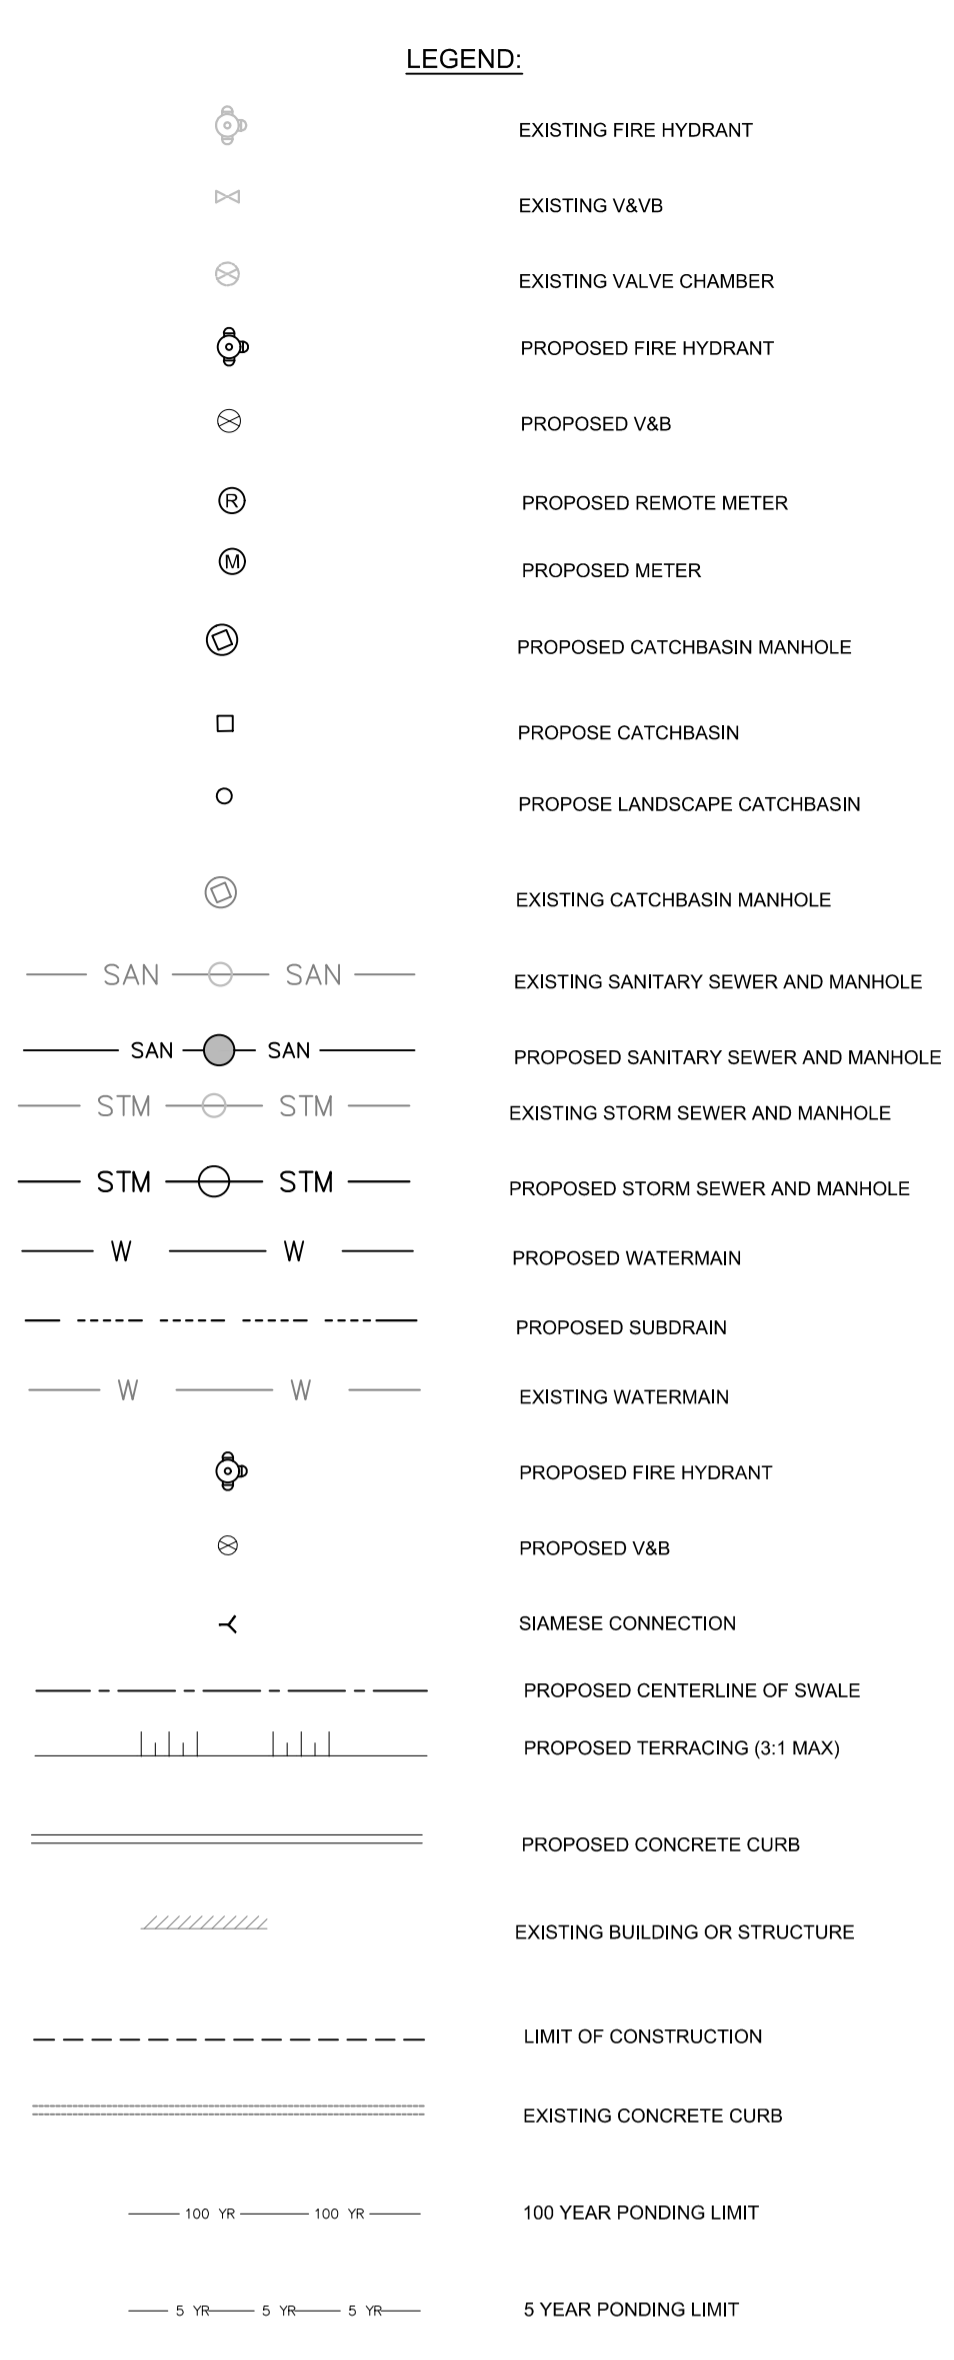 LEGEND:
EXISTING FIRE HYDRANT
EXISTING V&VB
EXISTING VALVE CHAMBER
PROPOSED FIRE HYDRANT
PROPOSED V&B
R PROPOSED REMOTE METER
M PROPOSED METER
PROPOSED CATCHBASIN MANHOLE
PROPOSE CATCHBASIN
PROPOSE LANDSCAPE CATCHBASIN
EXISTING CATCHBASIN MANHOLE
SAN SAN EXISTING SANITARY SEWER AND MANHOLE
SAN SAN PROPOSED SANITARY SEWER AND MANHOLE
STM STM EXISTING STORM SEWER AND MANHOLE
STM STM PROPOSED STORM SEWER AND MANHOLE
W W PROPOSED WATERMAIN
PROPOSED SUBDRAIN
W W EXISTING WATERMAIN
PROPOSED FIRE HYDRANT
PROPOSED V&B
SIAMESE CONNECTION
PROPOSED CENTERLINE OF SWALE
PROPOSED TERRACING (3:1 MAX)
PROPOSED CONCRETE CURB
EXISTING BUILDING OR STRUCTURE
LIMIT OF CONSTRUCTION
EXISTING CONCRETE CURB
100 YR 100 YR 100 YEAR PONDING LIMIT
5 YR 5 YR 5 YR 5 YEAR PONDING LIMIT